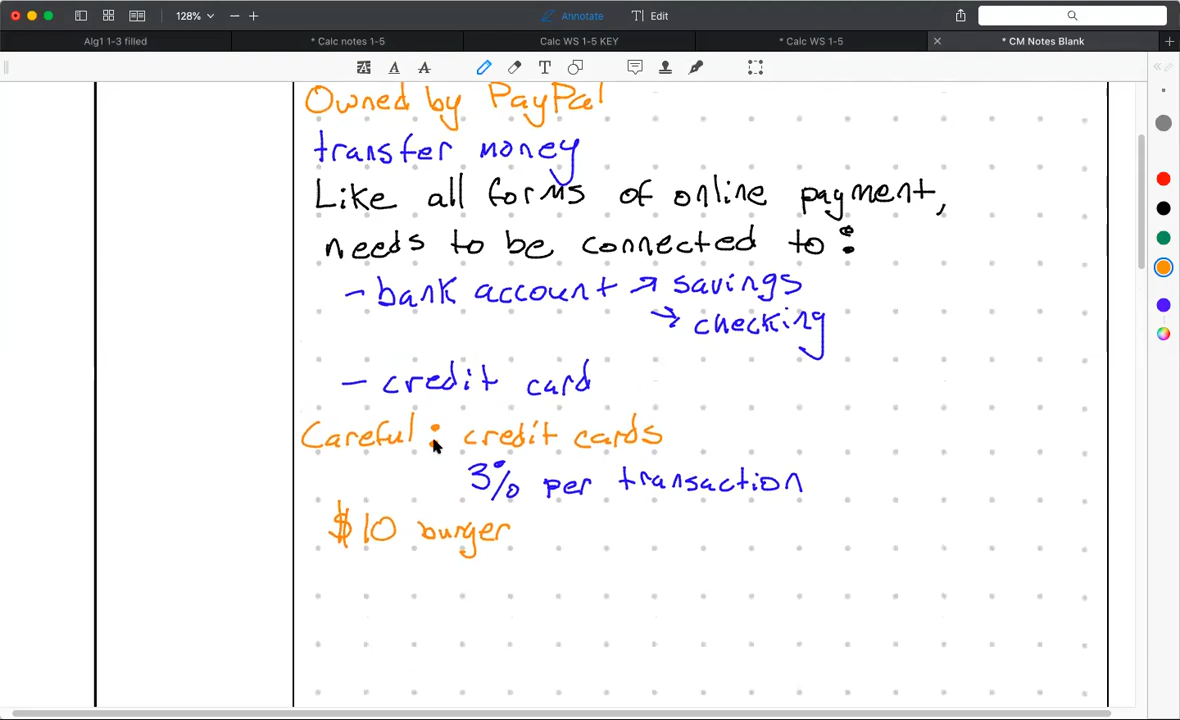 128%
Annotate
Edit
Alg1 1-3 filled
* Calc notes 1-5
Calc WS 1-5 KEY
* Calc WS 1-5
* CM Notes Blank
Owned by PayPal
transfer money
Like all forms of online payment,
needs to be connected to:
- bank account → savings
→ checking
- credit card
Careful: credit cards
3% per transaction
$10 burger